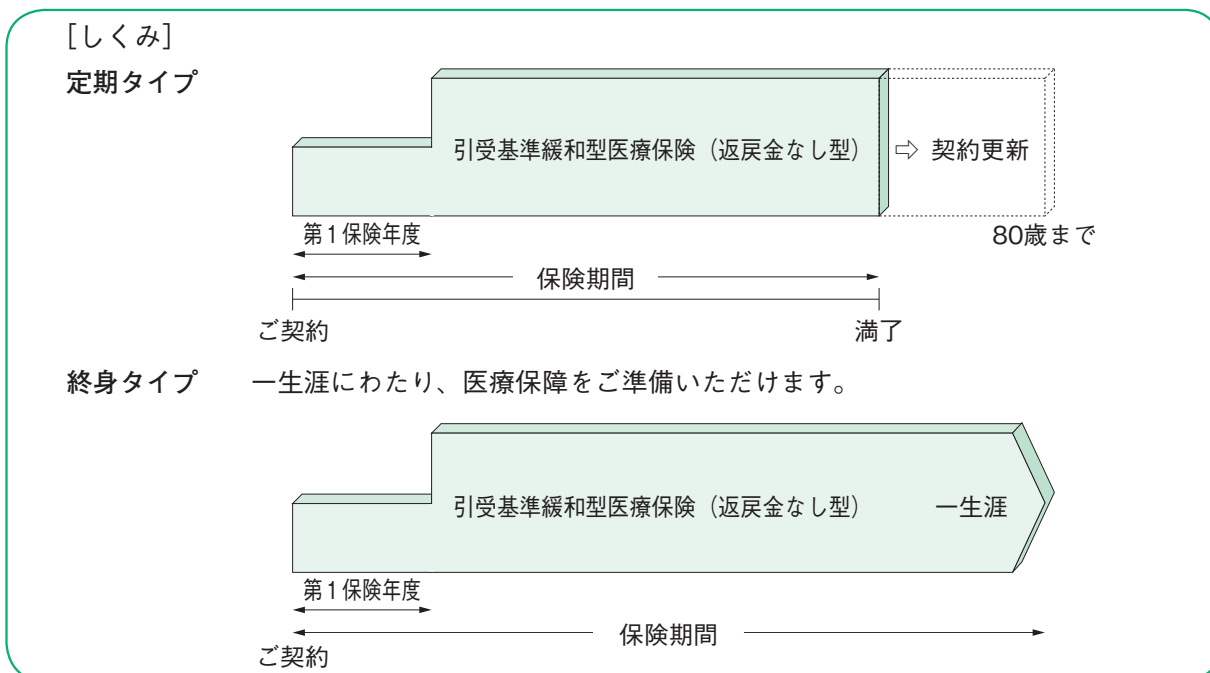 [しくみ]
定期タイプ
引受基準緩和型医療保険（返戻金なし型）
⇨ 契約更新
第１保険年度
80歳まで
保険期間
ご契約
満了
終身タイプ 一生涯にわたり、医療保障をご準備いただけます。
引受基準緩和型医療保険（返戻金なし型） 一生涯
第１保険年度
保険期間
ご契約